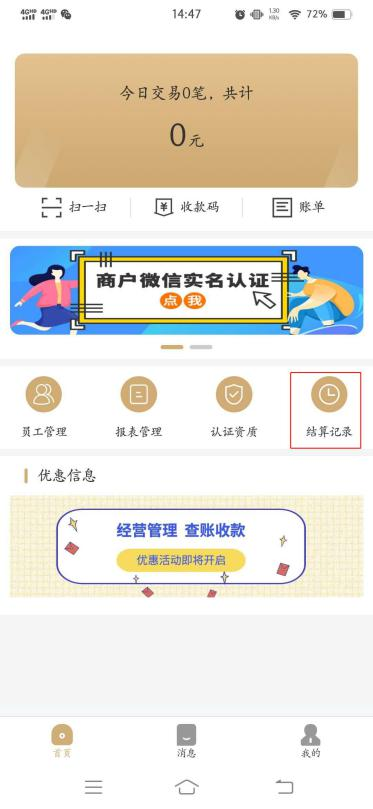 4GHD 4GHD 14:47 1.30 KB/s 72%
今日交易0笔，共计
0元
扫一扫 收款码 账单
商户微信实名认证
点我
员工管理 报表管理 认证资质 结算记录
优惠信息
经营管理 查账收款
优惠活动即将开启
首页 消息 我的